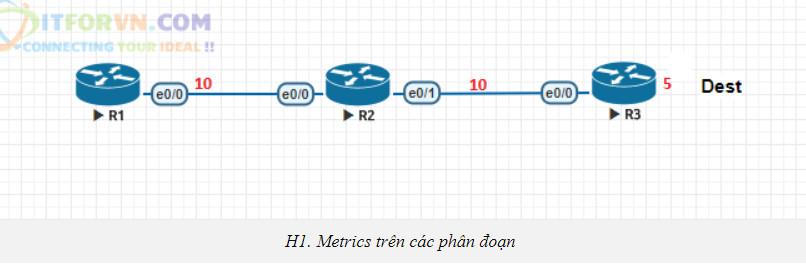 ITFORVN.COM
CONNECTING YOUR IDEAL !!
10
10
5
Dest
e0/0
e0/0
e0/1
e0/0
R1
R2
R3
H1. Metrics trên các phân đoạn